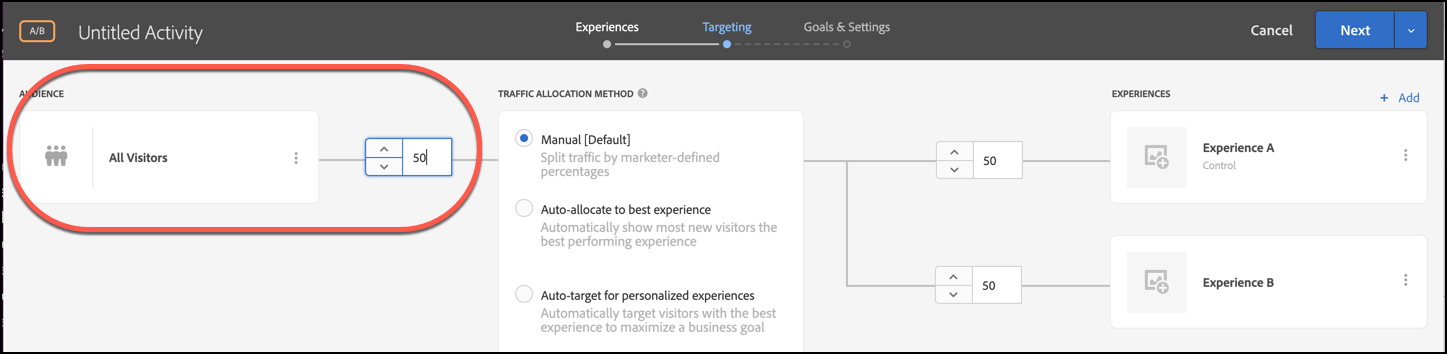 A/B
Untitled Activity
Experiences
Targeting
Goals & Settings
Cancel
Next
AUDIENCE
All Visitors
50
TRAFFIC ALLOCATION METHOD ?
Manual [Default]
Split traffic by marketer-defined
percentages
Auto-allocate to best experience
Automatically show most new visitors the
best performing experience
Auto-target for personalized experiences
Automatically target visitors with the best
experience to maximize a business goal
50
50
EXPERIENCES
+ Add
Experience A
Control
Experience B